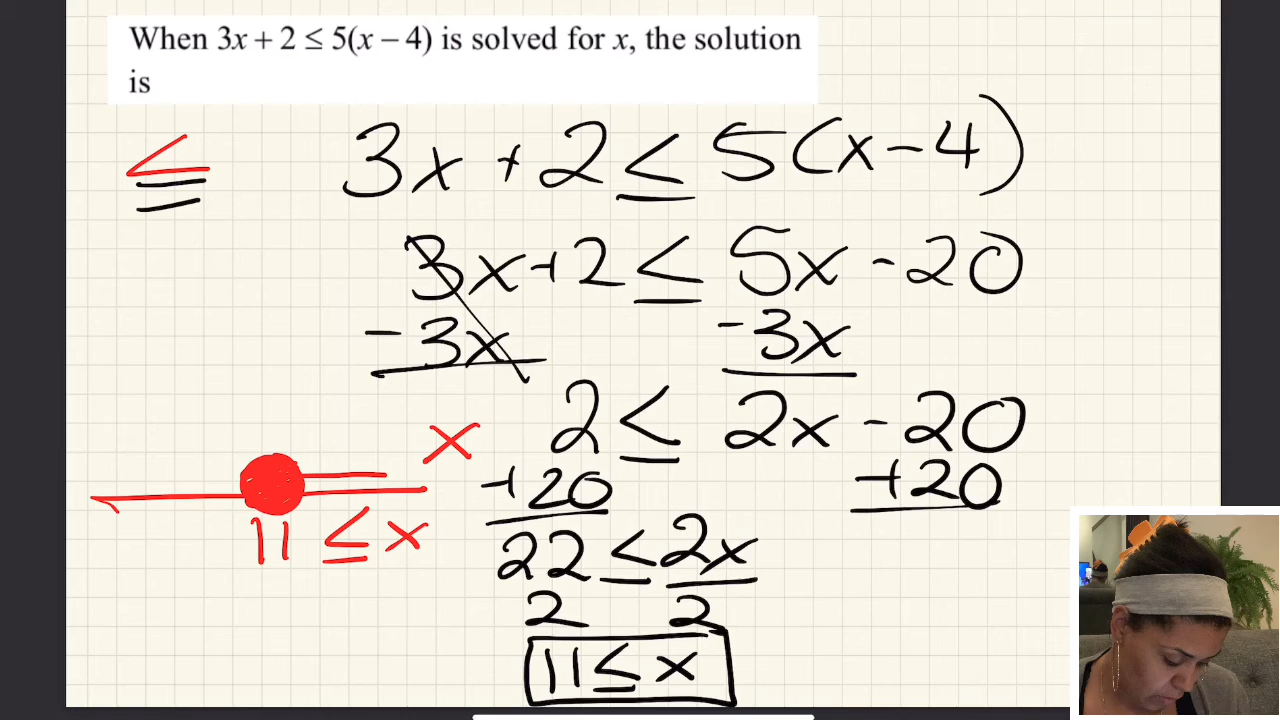 When 3x + 2 ≤ 5(x − 4) is solved for x, the solution
is
≤
3x + 2 ≤ 5(x − 4)
3x + 2 ≤ 5x − 20
− 3x − 3x
2 ≤ 2x − 20
+20 +20
22 ≤ 2x
2 2
11 ≤ x
x
11 ≤ x